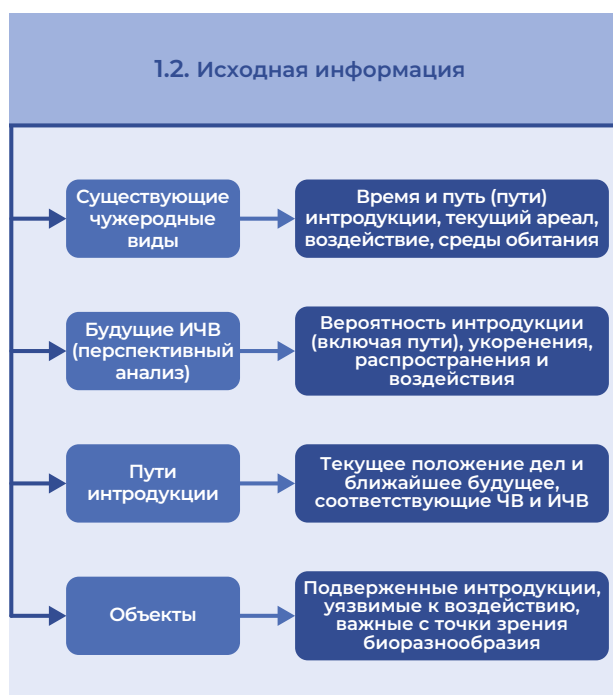 1.2. Исходная информация
Существующие
чужеродные
виды
Время и путь (пути)
интродукции, текущий ареал,
воздействие, среды обитания
Будущие ИЧВ
(перспективный
анализ)
Вероятность интродукции
(включая пути), укоренения,
распространения и
воздействия
Пути
интродукции
Текущее положение дел и
ближайшее будущее,
соответствующие ЧВ и ИЧВ
Объекты
Подверженные интродукции,
уязвимые к воздействию,
важные с точки зрения
биоразнообразия